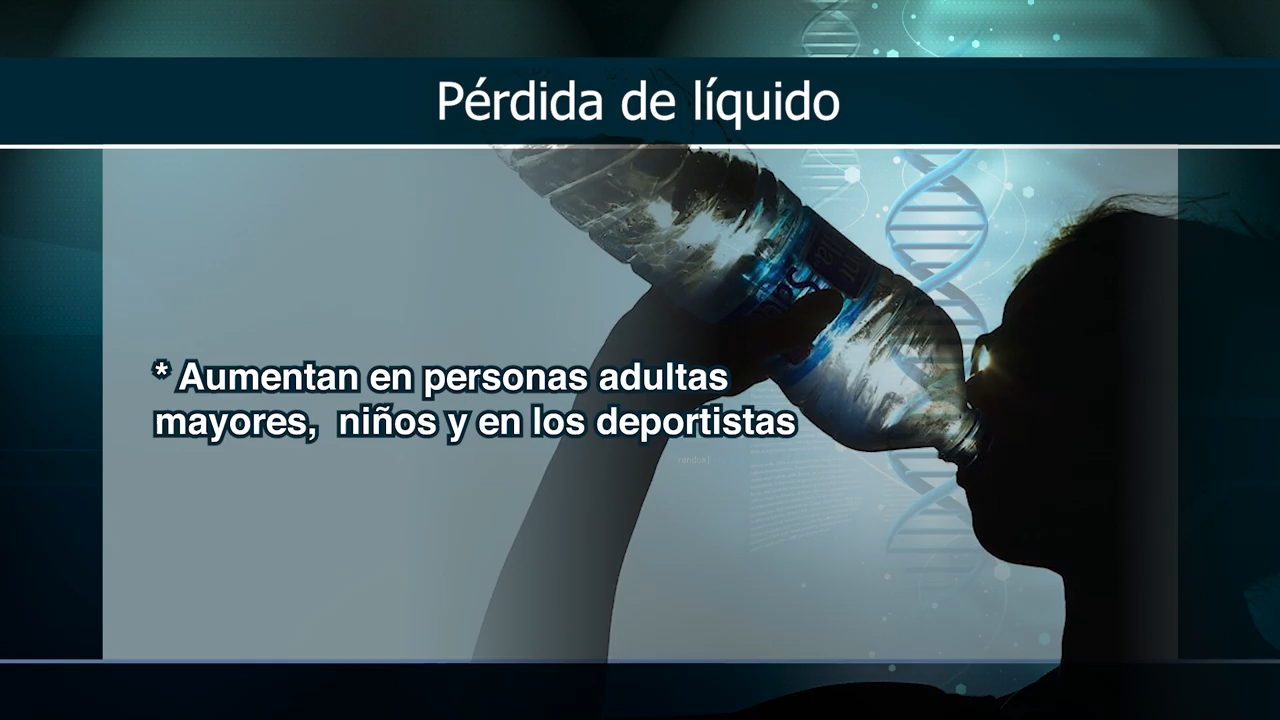 Pérdida de líquido
* Aumentan en personas adultas
mayores,  niños y en los deportistas